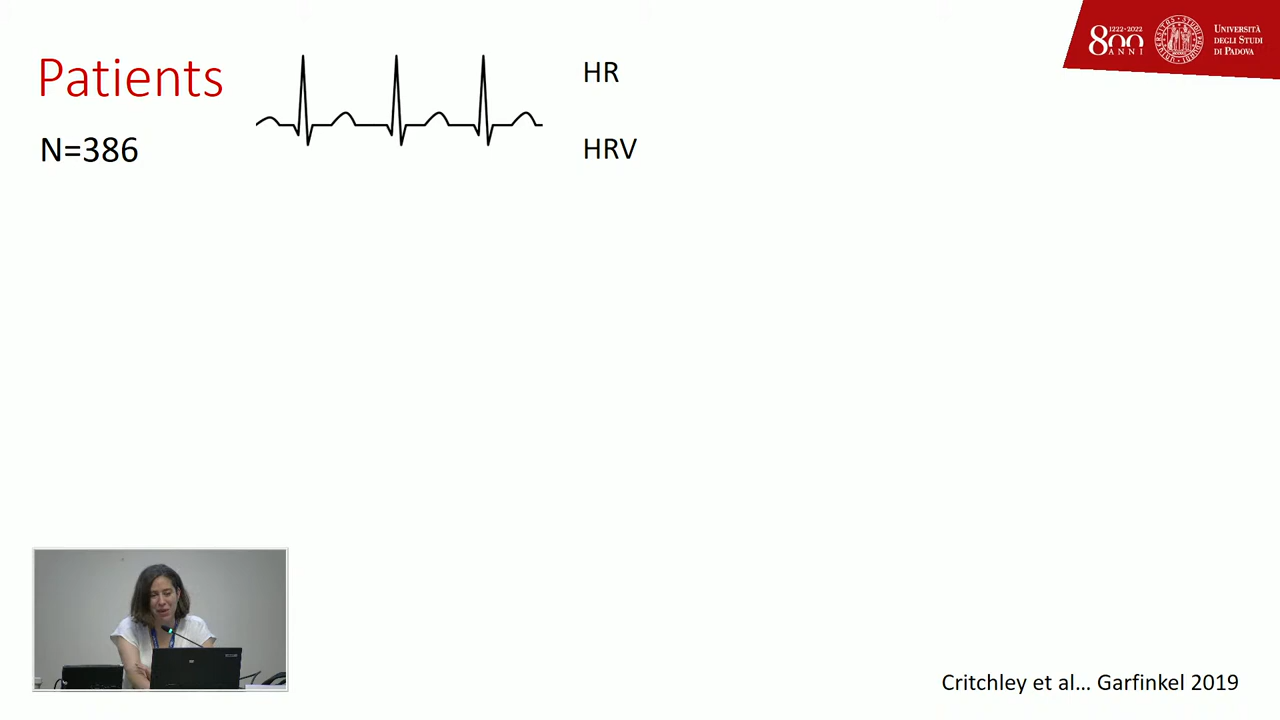 Patients
N=386
HR
HRV
1222·2022
800
ANNI
UNIVERSITÀ
DEGLI STUDI
DI PADOVA
Critchley et al... Garfinkel 2019